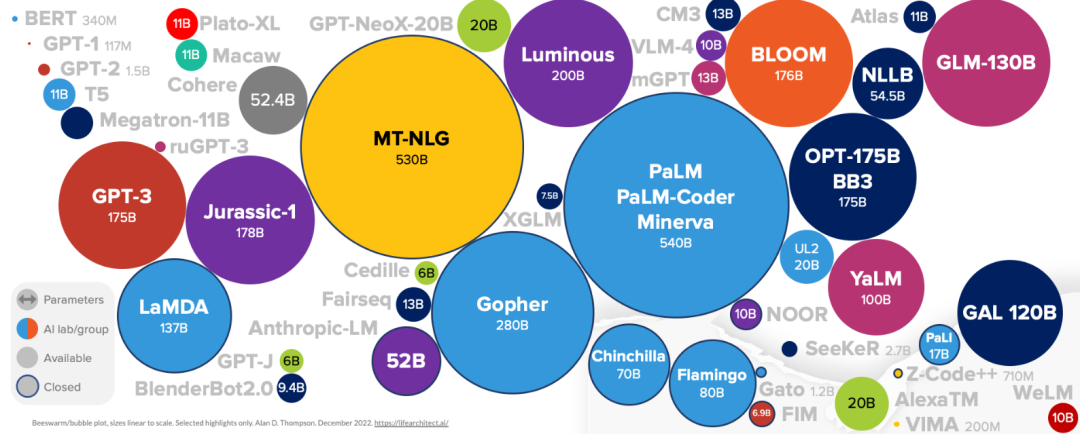 BERT 340M
GPT-1 117M
GPT-2 1.5B
11B T5
Megatron-11B
ruGPT-3
11B Plato-XL
11B Macaw
Cohere
52.4B
GPT-NeoX-20B 20B
MT-NLG
530B
Luminous
200B
CM3 13B
VLM-4 10B
mGPT 13B
BLOOM
176B
Atlas 11B
NLLB
54.5B
GLM-130B
GPT-3
175B
Jurassic-1
178B
7.5B
XGLM
PaLM
PaLM-Coder
Minerva
540B
OPT-175B
BB3
175B
UL2
20B
YaLM
100B
GAL 120B
LaMDA
137B
Cedille 6B
Fairseq 13B
Anthropic-LM
52B
Gopher
280B
GPT-J 6B
BlenderBot2.0 9.4B
Chinchilla
70B
Flamingo
80B
10B NOOR
SeeKeR 2.7B
PaLI
17B
Gato 1.2B
6.9B FIM
Z-Code++ 710M
20B AlexaTM
VIMA 200M
WeLM
10B
Parameters
AI lab/group
Available
Closed
Beeswarm/bubble plot, sizes linear to scale. Selected highlights only. Alan D. Thompson. December 2022. https://lifearchitect.ai/